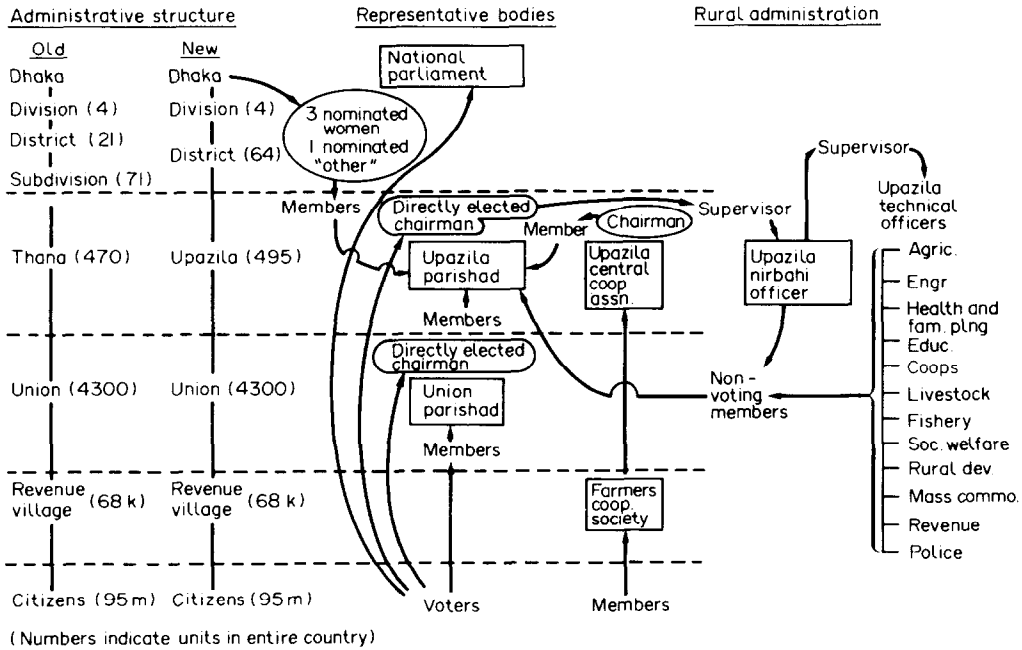 Administrative structure
Old
New
Dhaka
Dhaka
Division (4)
Division (4)
District (21)
District (64)
Subdivision (71)
Thana (470)
Upazila (495)
Union (4300)
Union (4300)
Revenue
village (68 k)
Revenue
village (68 k)
Citizens (95m)
Citizens (95m)
(Numbers indicate units in entire country)
Representative bodies
National
parliament
3 nominated
women
1 nominated
"other"
Members
Directly elected
chairman
Member
Chairman
Upazila
parishad
Upazila
central
coop
assn.
Members
Directly elected
chairman
Union
parishad
Members
Farmers
coop.
society
Voters
Members
Rural administration
Supervisor
Supervisor
Upazila
technical
officers
Upazila
nirbahi
officer
Non-
voting
members
Agric.
Engr
Health and
fam. plng
Educ.
Coops
Livestock
Fishery
Soc. welfare
Rural dev.
Mass commo.
Revenue
Police